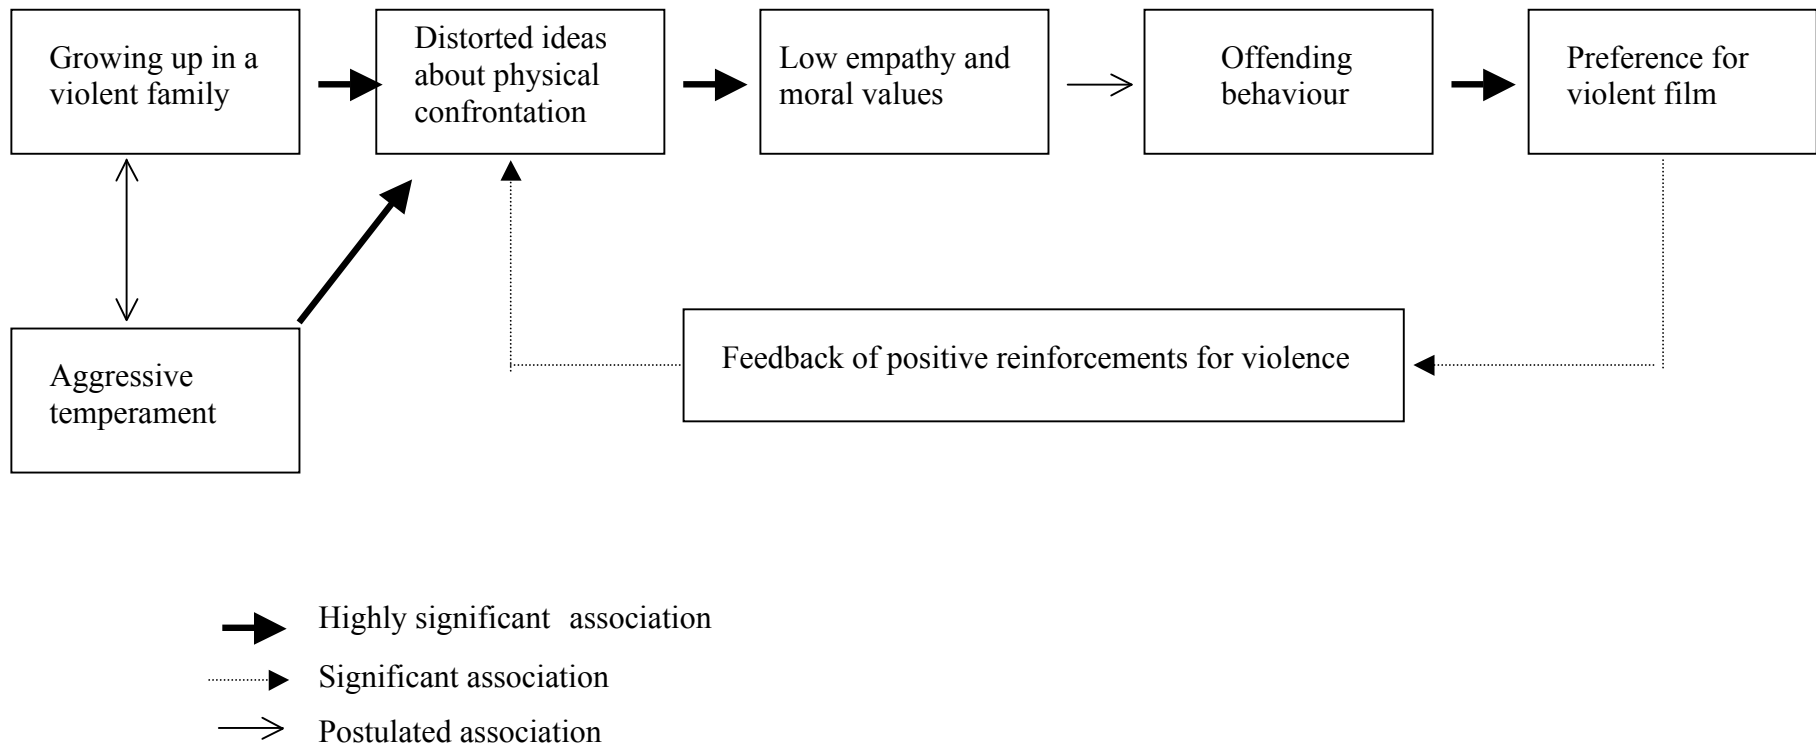 Growing up in a
violent family
Distorted ideas
about physical
confrontation
Low empathy and
moral values
Offending
behaviour
Preference for
violent film
Aggressive
temperament
Feedback of positive reinforcements for violence
Highly significant association
Significant association
Postulated association